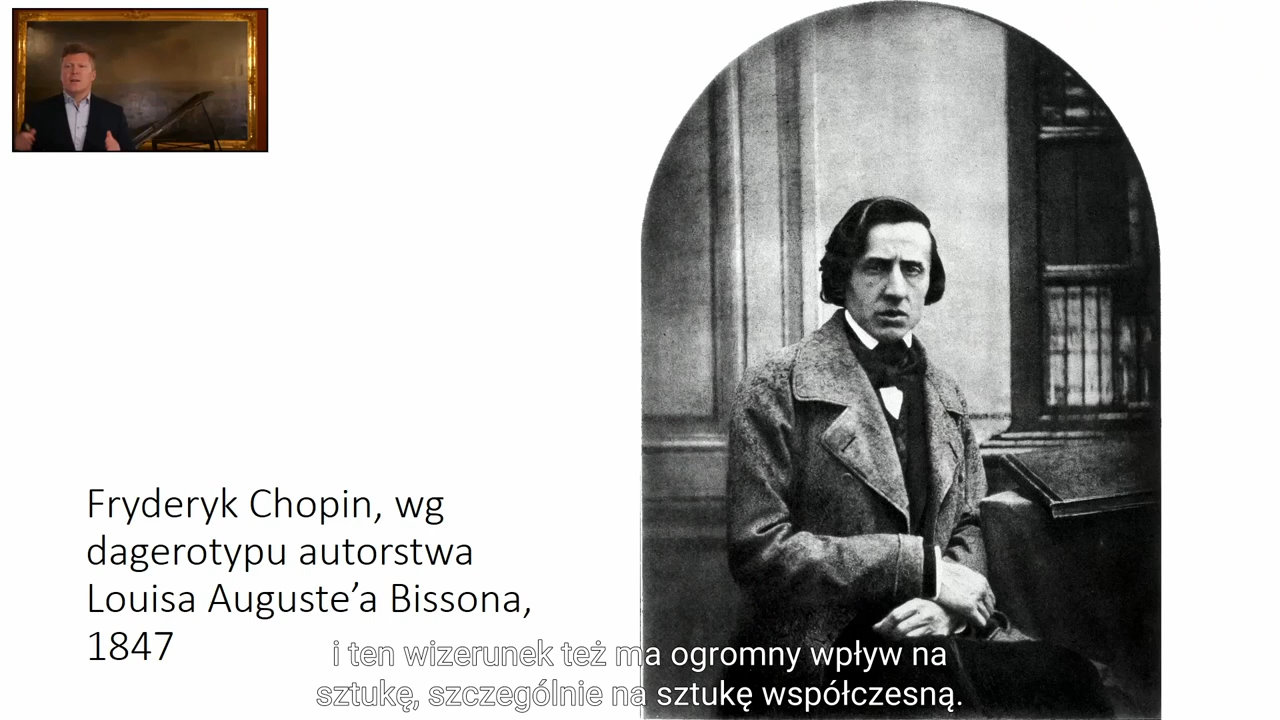 Fryderyk Chopin, wg
dagerotypu autorstwa
Louisa Auguste’a Bissona,
1847
i ten wizerunek też ma ogromny wpływ na
sztukę, szczególnie na sztukę współczesną.